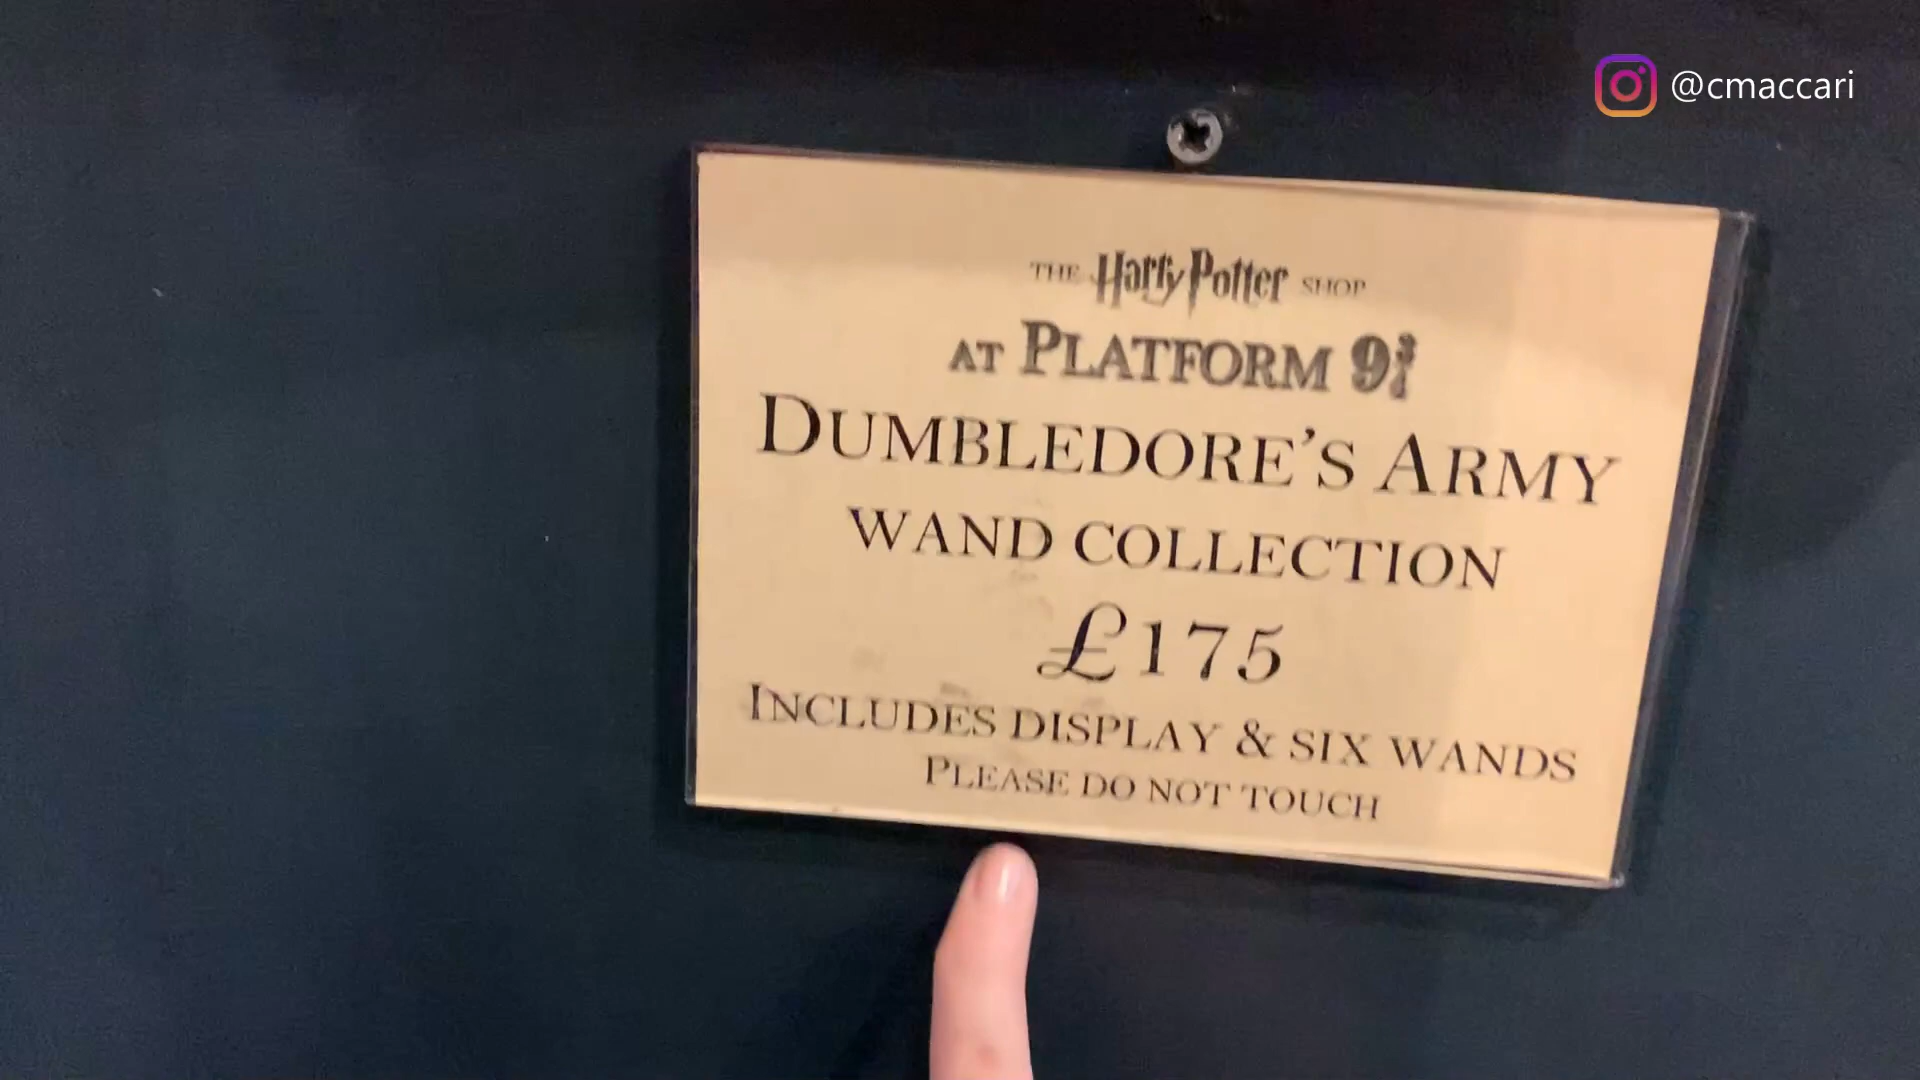 @cmaccari
THE Harry Potter SHOP
AT PLATFORM 9¾
DUMBLEDORE'S ARMY
WAND COLLECTION
£175
INCLUDES DISPLAY & SIX WANDS
PLEASE DO NOT TOUCH